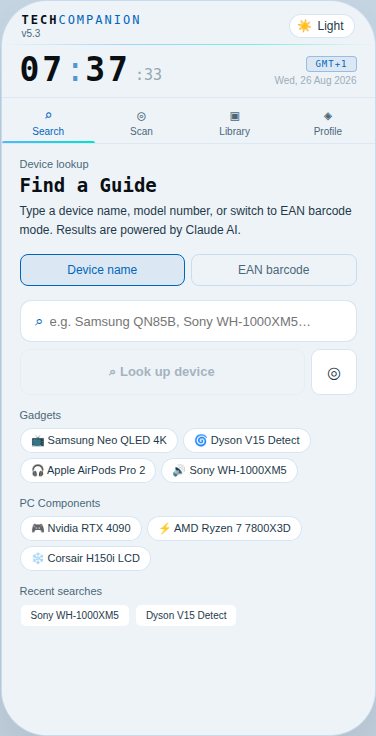 TECHCOMPANION
v5.3
☀️ Light
07:37 :33
GMT+1
Wed, 26 Aug 2026
Search
Scan
Library
Profile
Device lookup
Find a Guide
Type a device name, model number, or switch to EAN barcode
mode. Results are powered by Claude AI.
Device name
EAN barcode
e.g. Samsung QN85B, Sony WH-1000XM5…
Look up device
Gadgets
📺 Samsung Neo QLED 4K
🌀 Dyson V15 Detect
🎧 Apple AirPods Pro 2
🔊 Sony WH-1000XM5
PC Components
🎮 Nvidia RTX 4090
⚡ AMD Ryzen 7 7800X3D
❄️ Corsair H150i LCD
Recent searches
Sony WH-1000XM5
Dyson V15 Detect